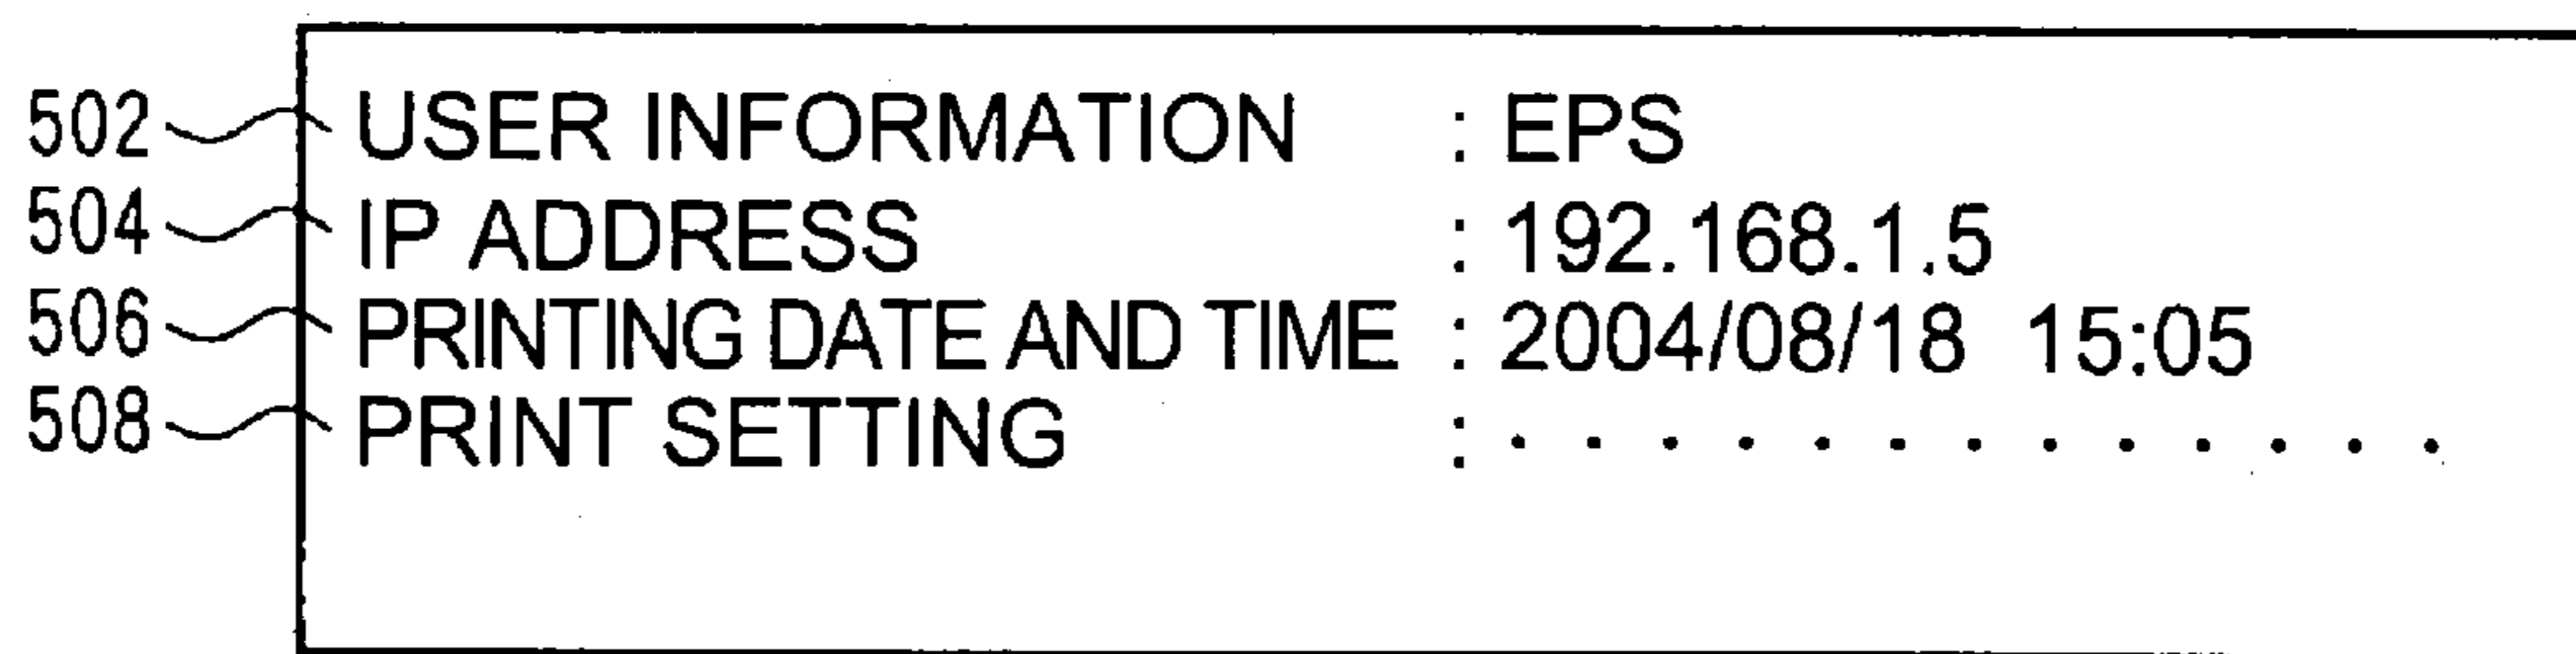 502 USER INFORMATION : EPS
504 IP ADDRESS : 192.168.1.5
506 PRINTING DATE AND TIME : 2004/08/18 15:05
508 PRINT SETTING : · · · · · · · · · · · · ·